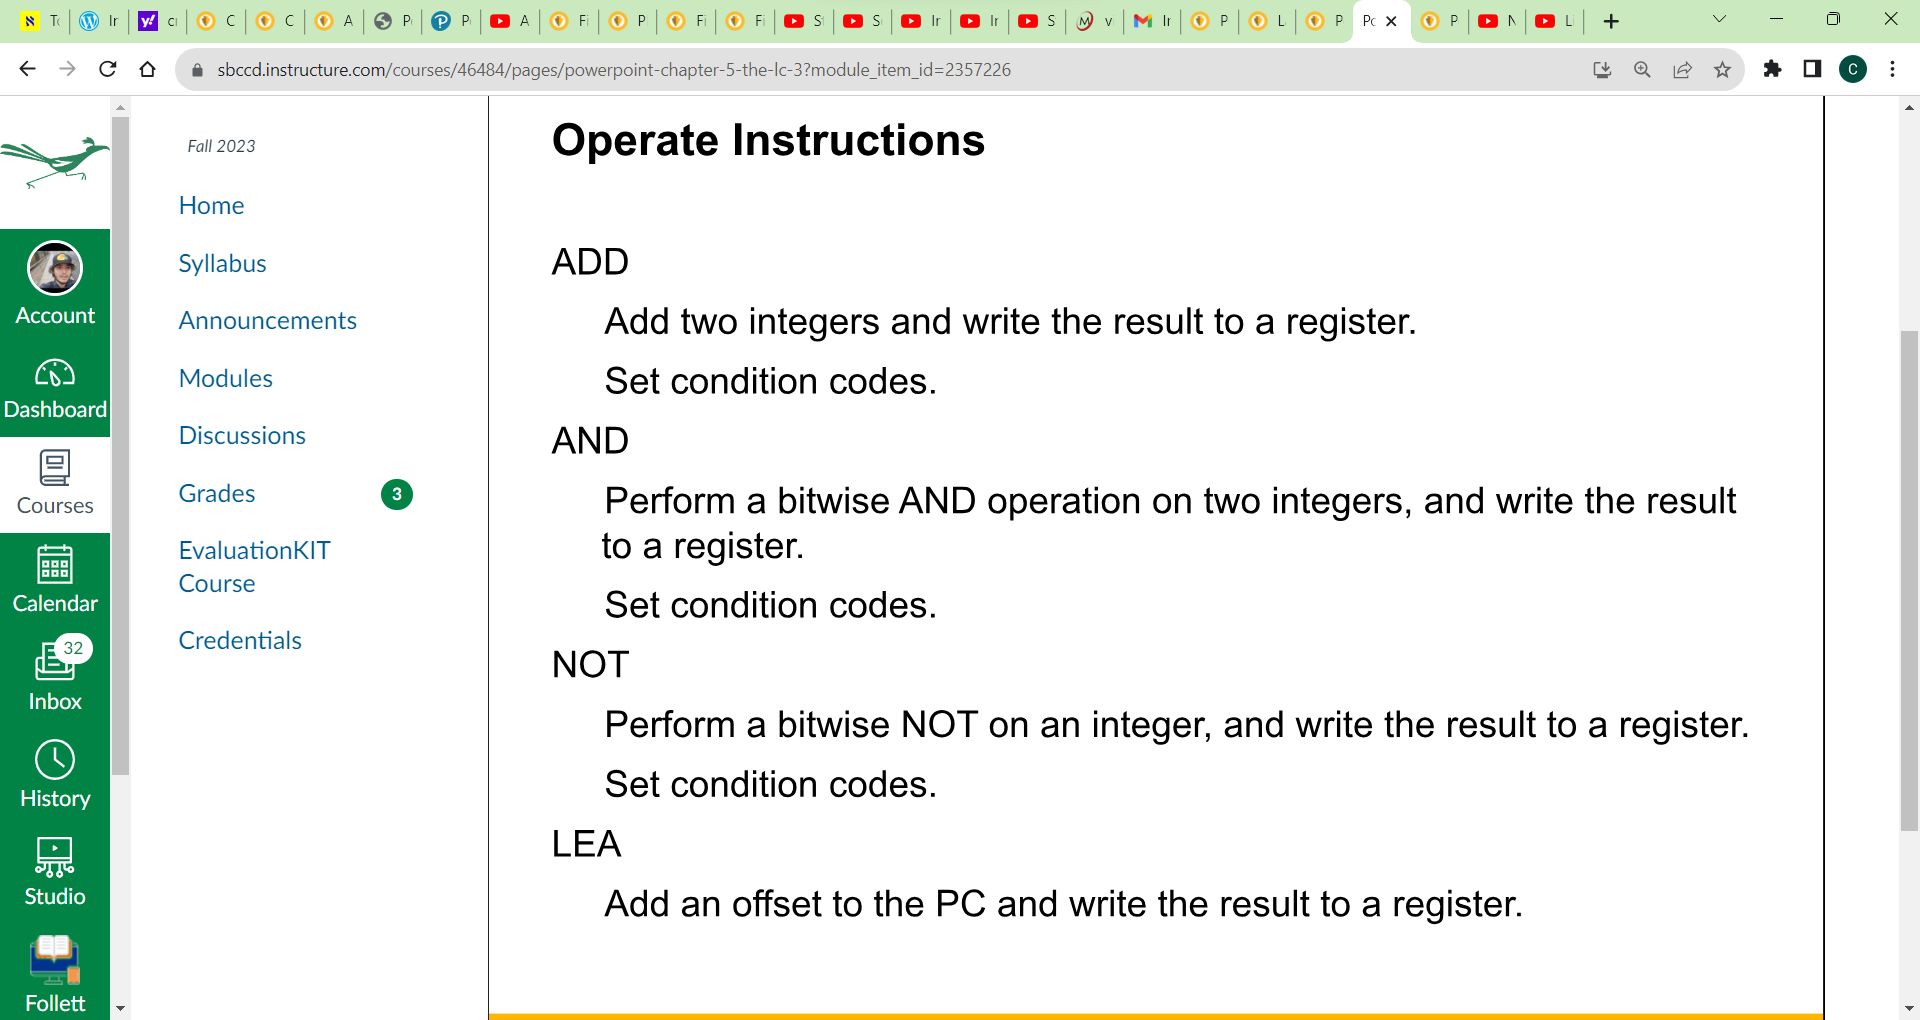 sbccd.instructure.com/courses/46484/pages/powerpoint-chapter-5-the-lc-3?module_item_id=2357226
C
Account
Dashboard
Courses
Calendar
32
Inbox
History
Studio
Follett
Fall 2023
Home
Syllabus
Announcements
Modules
Discussions
Grades
3
EvaluationKIT
Course
Credentials
Operate Instructions
ADD
Add two integers and write the result to a register.
Set condition codes.
AND
Perform a bitwise AND operation on two integers, and write the result
to a register.
Set condition codes.
NOT
Perform a bitwise NOT on an integer, and write the result to a register.
Set condition codes.
LEA
Add an offset to the PC and write the result to a register.